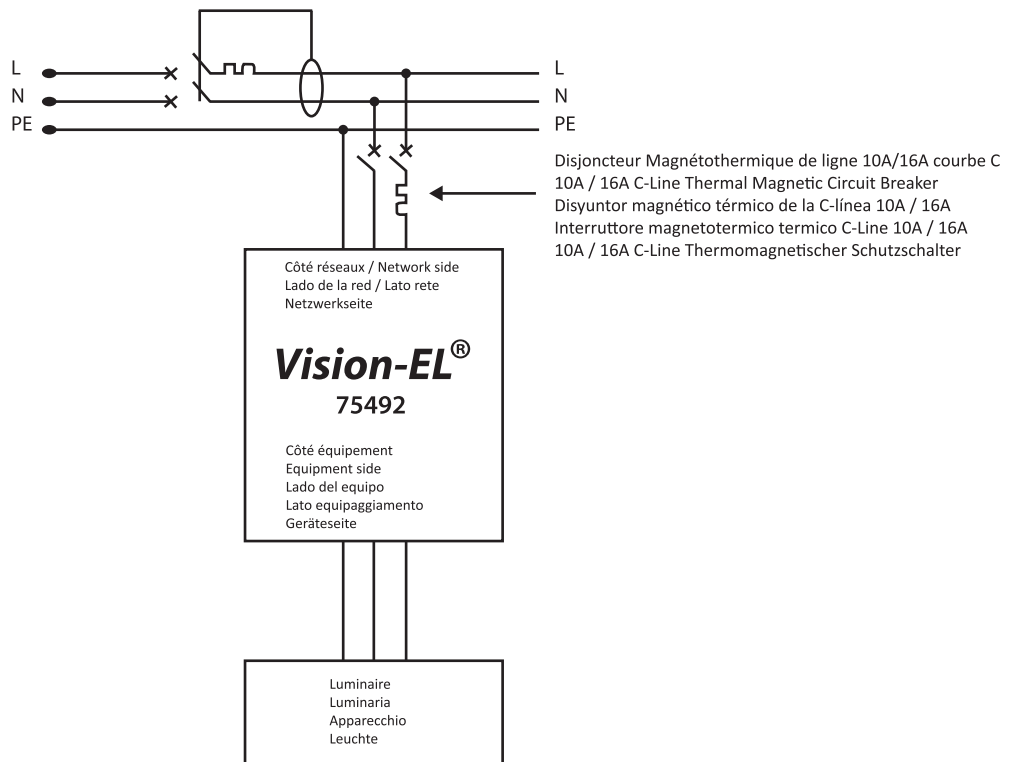 L
N
PE
L
N
PE
Disjoncteur Magnétothermique de ligne 10A/16A courbe C
10A / 16A C-Line Thermal Magnetic Circuit Breaker
Disyuntor magnético térmico de la C-línea 10A / 16A
Interruttore magnetotermico termico C-Line 10A / 16A
10A / 16A C-Line Thermomagnetischer Schutzschalter
Côté réseaux / Network side
Lado de la red / Lato rete
Netzwerkseite
Vision-EL®
75492
Côté équipement
Equipment side
Lado del equipo
Lato equipaggiamento
Geräteseite
Luminaire
Luminaria
Apparecchio
Leuchte